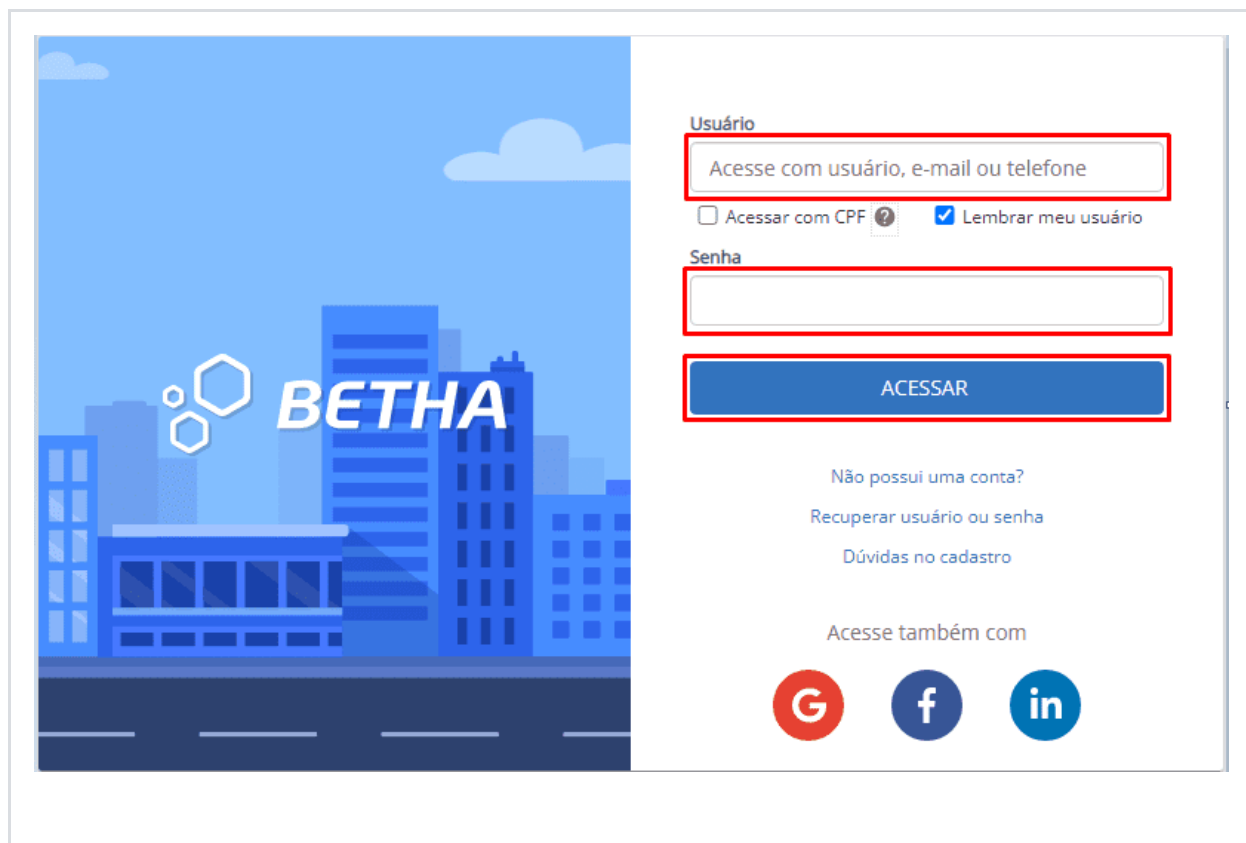 Usuário
Acesse com usuário, e-mail ou telefone
Acessar com CPF ? Lembrar meu usuário
Senha
BETHA
ACESSAR
Não possui uma conta?
Recuperar usuário ou senha
Dúvidas no cadastro
Acesse também com
G f in